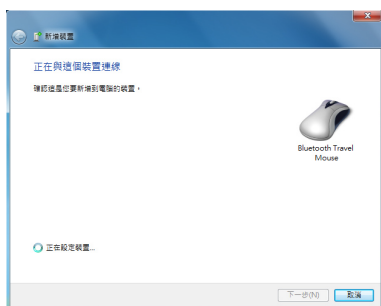 新增裝置
正在與這個裝置連線
確認這是您要新增到電腦的裝置，
Bluetooth Travel
Mouse
正在設定裝置...
下一步(N)
取消